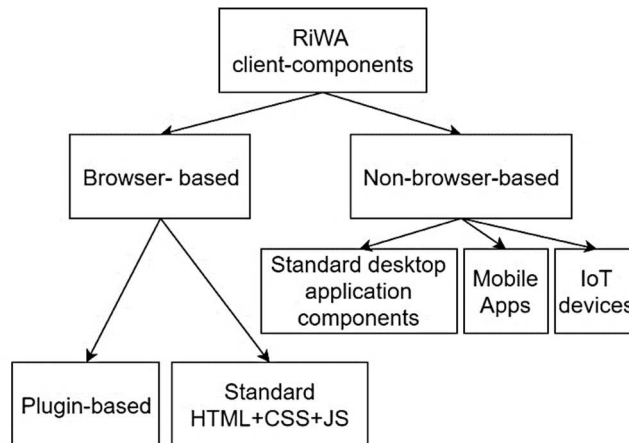 RiWA
client-components
Browser- based
Non-browser-based
Standard desktop
application
components
Mobile
Apps
IoT
devices
Plugin-based
Standard
HTML+CSS+JS